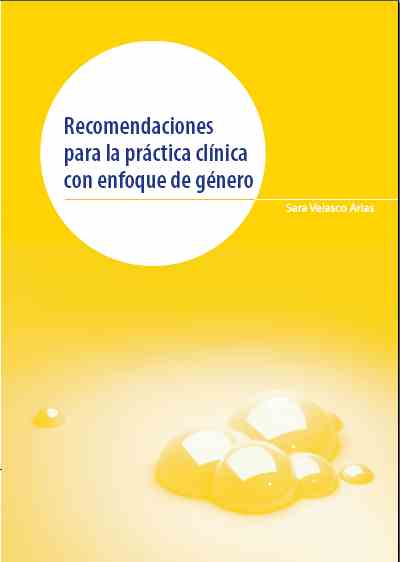 Recomendaciones
para la práctica clínica
con enfoque de género
Sara Velasco Arias